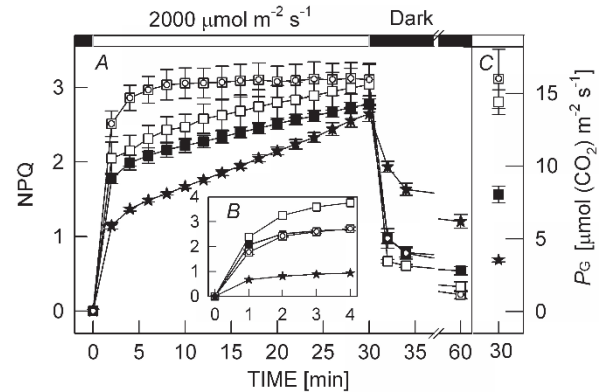 2000 μmol m⁻² s⁻¹ Dark
A C
3 15
2 10
1 5
0 0
B
4
3
2
1
0
0 1 2 3 4
NPQ
P_G [μmol (CO₂) m⁻² s⁻¹]
0 5 10 15 20 25 30 35 60 30
TIME [min]